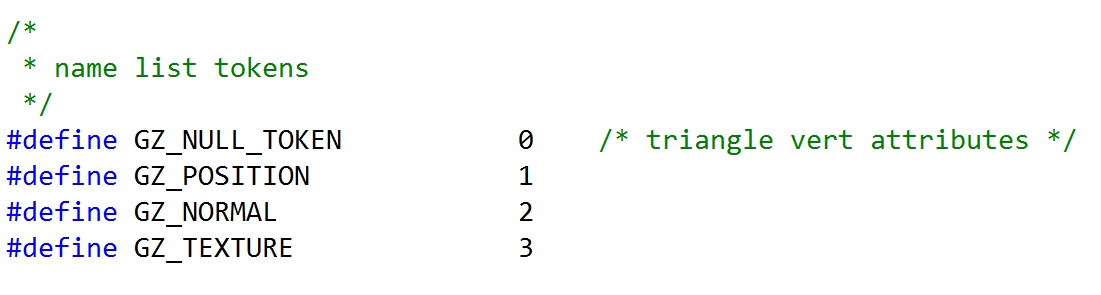 /*
 * name list tokens
 */
#define GZ_NULL_TOKEN           0    /* triangle vert attributes */
#define GZ_POSITION             1
#define GZ_NORMAL               2
#define GZ_TEXTURE              3